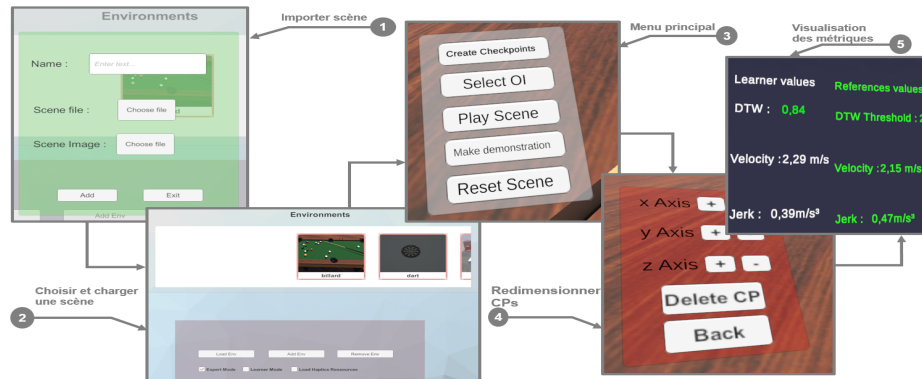 Environments
Name :
Enter text...
Scene file :
Choose file
Scene Image :
Choose file
Add
Exit
Add Env
Importer scène
1
Choisir et charger
une scène
2
Environments
billard
dart
Load Env
Add Env
Remove Env
Expert Mode
Learner Mode
Load Haptics Ressources
Menu principal
3
Create Checkpoints
Select OI
Play Scene
Make demonstration
Reset Scene
Redimensionner
CPs
4
x Axis +
y Axis +
z Axis + -
Delete CP
Back
Visualisation
des métriques
5
Learner values
References values
DTW : 0,84
DTW Threshold : 2
Velocity :2,29 m/s
Velocity :2,15 m/s
Jerk : 0,39m/s³
Jerk : 0,47m/s³